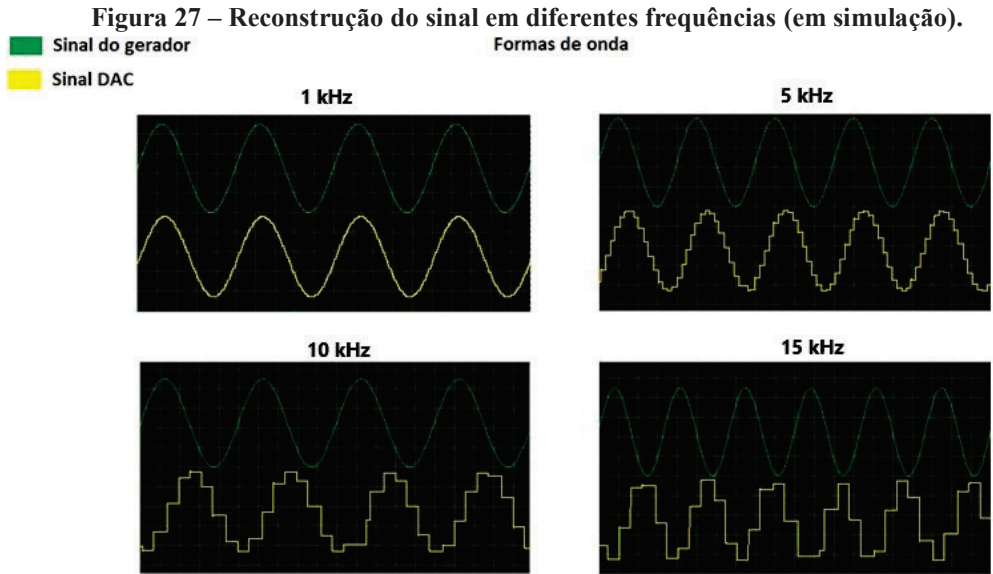 Figura 27 – Reconstrução do sinal em diferentes frequências (em simulação).
Sinal do gerador
Formas de onda
Sinal DAC
1 kHz
5 kHz
10 kHz
15 kHz